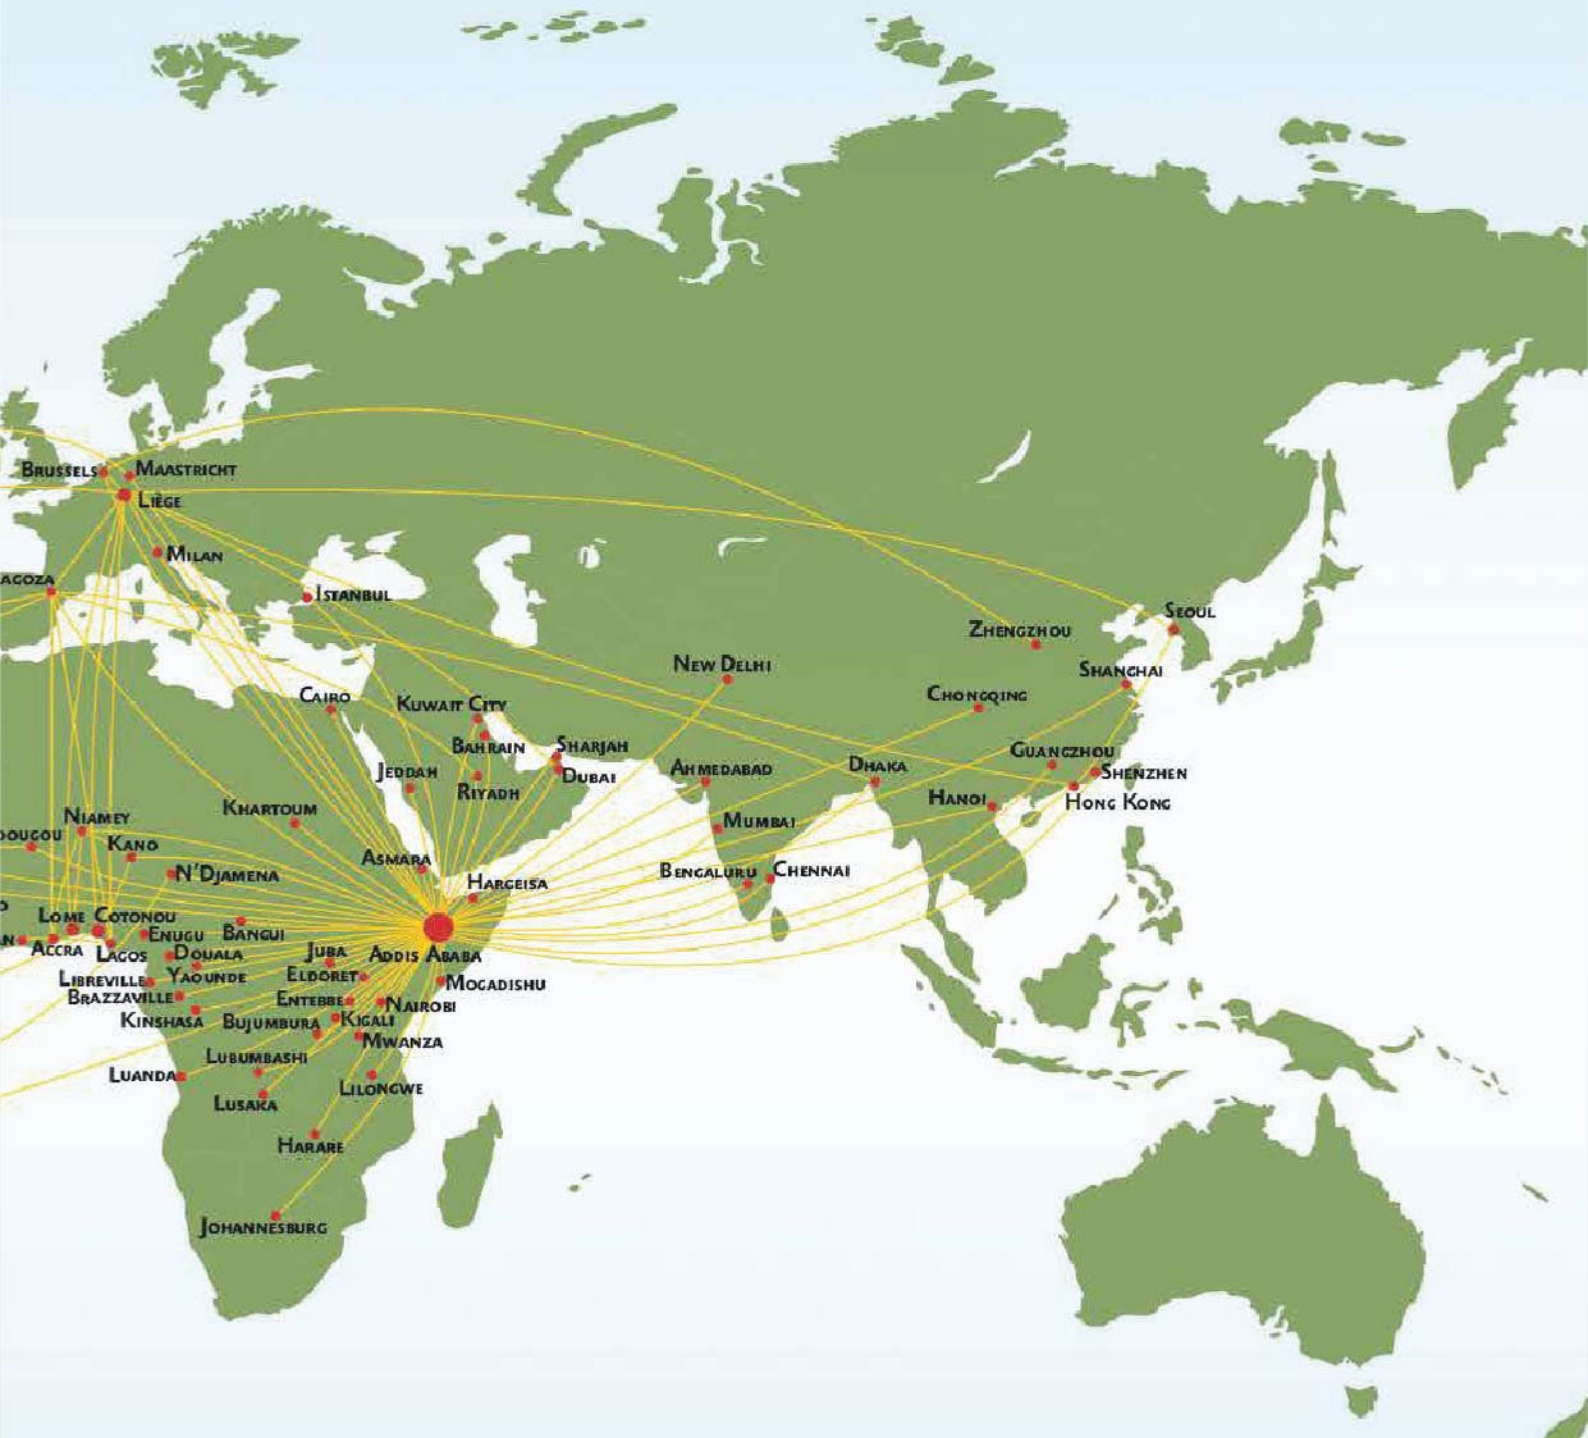 Brussels
Maastricht
Liège
Milan
agoza
Istanbul
Seoul
Zhengzhou
New Delhi
Shanghai
Cairo
Chongqing
Kuwait City
Bahrain
Sharjah
Guangzhou
Jeddah
Dubai
Ahmedabad
Dhaka
Shenzhen
Riyadh
Hanoi
Hong Kong
Khartoum
Niamey
Mumbai
dougou
Kano
Asmara
N'Djamena
Bengaluru
Chennai
Hargeisa
Lome
Cotonou
Enugu
Bangui
an
Accra
Lagos
Douala
Juba
Addis Ababa
Libreville
Yaounde
Eldoret
Mogadishu
Brazzaville
Entebbe
Nairobi
Kinshasa
Bujumbura
Kigali
Mwanza
Lubumbashi
Luanda
Lilongwe
Lusaka
Harare
Johannesburg